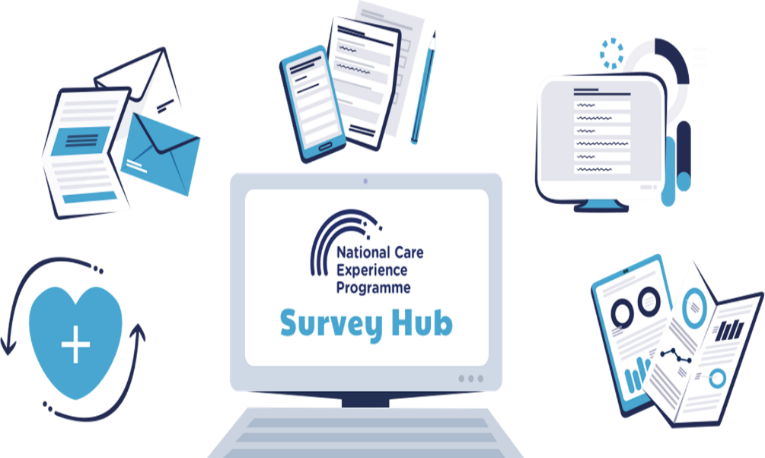 National Care
Experience
Programme
Survey Hub